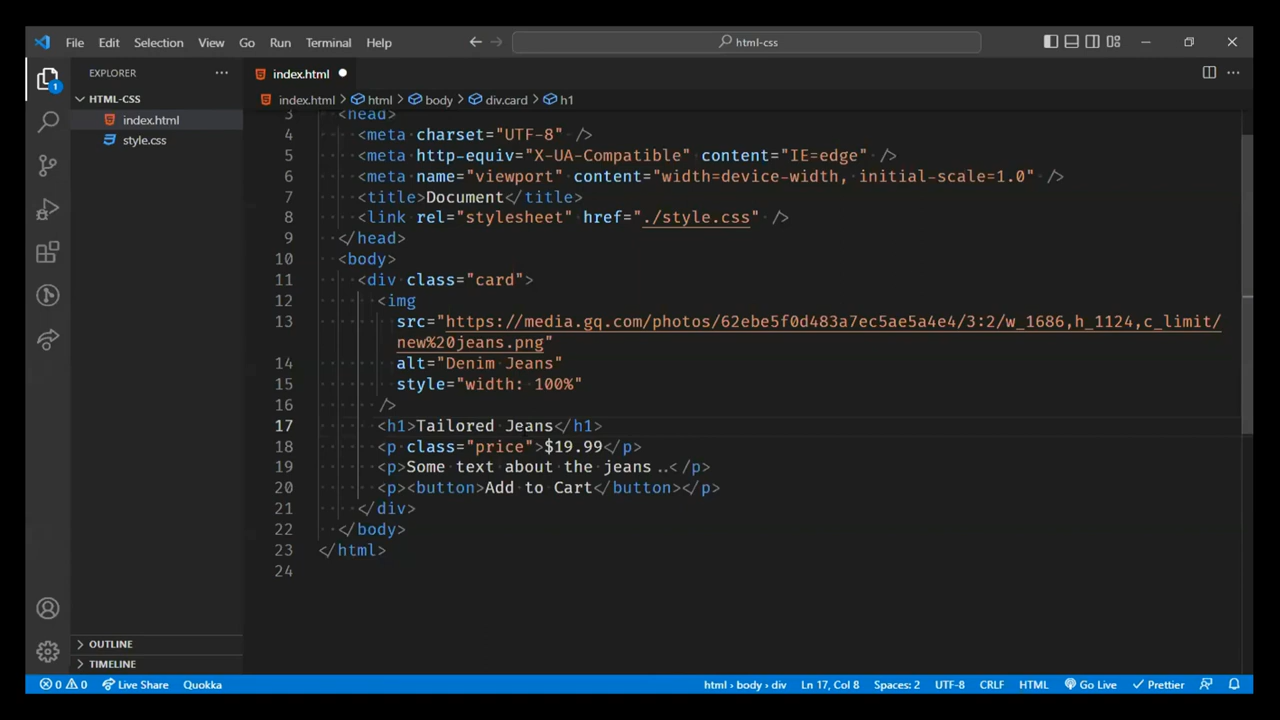 File Edit Selection View Go Run Terminal Help html-css
EXPLORER index.html
HTML-CSS index.html html body div.card h1
index.html
style.css
1
3 <head>
4 <meta charset="UTF-8" />
5 <meta http-equiv="X-UA-Compatible" content="IE=edge" />
6 <meta name="viewport" content="width=device-width, initial-scale=1.0" />
7 <title>Document</title>
8 <link rel="stylesheet" href="./style.css" />
9 </head>
10 <body>
11 <div class="card">
12 <img
13 src="https://media.gq.com/photos/62ebe5f0d483a7ec5ae5a4e4/3:2/w_1686,h_1124,c_limit/
new%20jeans.png"
14 alt="Denim Jeans"
15 style="width: 100%"
16 />
17 <h1>Tailored Jeans</h1>
18 <p class="price">$19.99</p>
19 <p>Some text about the jeans..</p>
20 <p><button>Add to Cart</button></p>
21 </div>
22 </body>
23 </html>
24
OUTLINE
TIMELINE
0 0 Live Share Quokka html body div Ln 17, Col 8 Spaces: 2 UTF-8 CRLF HTML Go Live Prettier